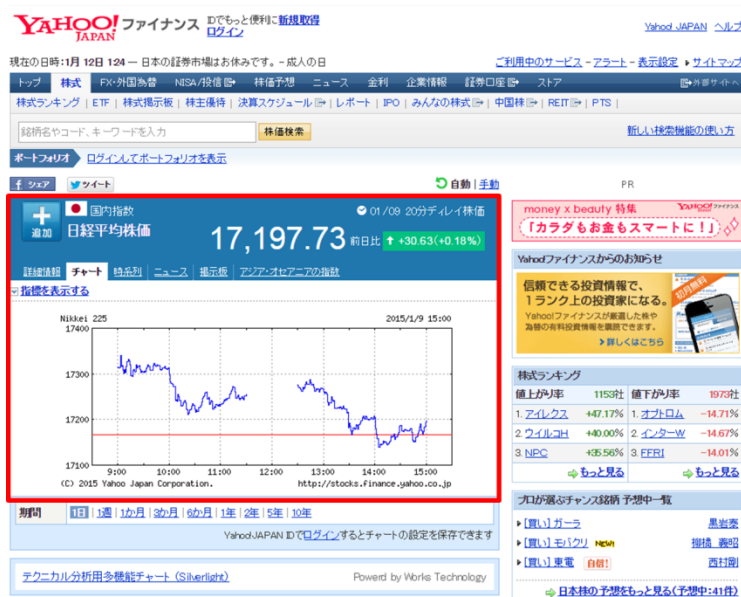 YAHOO! JAPAN ファイナンス IDでもっと便利に新規取得
ログイン
Yahoo! JAPAN ヘルプ
現在の日時:1月 12日 1:24 — 日本の証券市場はお休みです。- 成人の日
ご利用中のサービス - アラート - 表示設定 ▸ サイトマップ
トップ 株式 FX・外国為替 NISA/投信 株価予想 ニュース 金利 企業情報 証券口座 ストア 外部サイトへ
株式ランキング | ETF | 株式掲示板 | 株主優待 | 決算スケジュール | レポート | IPO | みんなの株式 | 中国株 | REIT | PTS |
銘柄名やコード、キーワードを入力 株価検索 新しい検索機能の使い方
ポートフォリオ ログインしてポートフォリオを表示
シェア ツイート 自動 | 手動
追加
国内指数 01/09 20分ディレイ株価
日経平均株価 17,197.73 前日比 ↑ +30.63(+0.18%)
詳細情報 チャート 時系列 ニュース 掲示板 アジア・オセアニアの指数
指標を表示する
Nikkei 225 2015/1/9 15:00
17400
17300
17200
17100
9:00 10:00 11:00 12:00 13:00 14:00 15:00
(C) 2015 Yahoo Japan Corporation. http://stocks.finance.yahoo.co.jp
期間 1日 | 1週 | 1か月 | 3か月 | 6か月 | 1年 | 2年 | 5年 | 10年
Yahoo!JAPAN IDでログインするとチャートの設定を保存できます
テクニカル分析用多機能チャート (Silverlight) Powerd by Works Technology
PR
money x beauty 特集 YAHOO! ファイナンス
「カラダもお金もスマートに!」
Yahoo!ファイナンスからのお知らせ
信頼できる投資情報で、
1ランク上の投資家になる。
初月無料
Yahoo!ファイナンスが厳選した株や
為替の有料投資情報を購読できます。
詳しくはこちら
株式ランキング
値上がり率 1153社 値下がり率 1973社
1. アイレクス +47.17% 1. オプトロム -14.71%
2. ウイルコH +40.00% 2. インターW -14.67%
3. NPC +35.56% 3. FFRI -14.01%
もっと見る もっと見る
プロが選ぶチャンス銘柄 予想中一覧
[買い] ガーラ 黒岩泰
[買い] モバクリ NEW! 柳橋 義昭
[買い] 東電 自信! 西村剛
日本株の予想をもっと見る(予想中:41件)